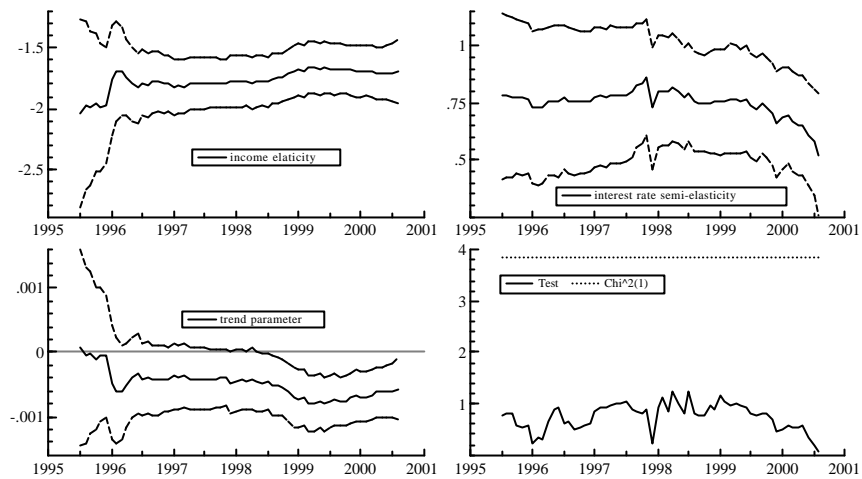 -1.5
-2
-2.5
income elaticity
1995 1996 1997 1998 1999 2000 2001
1
.75
.5
interest rate semi-elasticity
1995 1996 1997 1998 1999 2000 2001
.001
0
-.001
trend parameter
1995 1996 1997 1998 1999 2000 2001
4
3
2
1
Test Chi^2(1)
1995 1996 1997 1998 1999 2000 2001